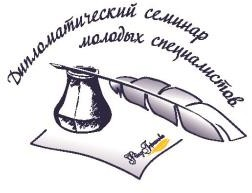 Дипломатический семинар
молодых специалистов